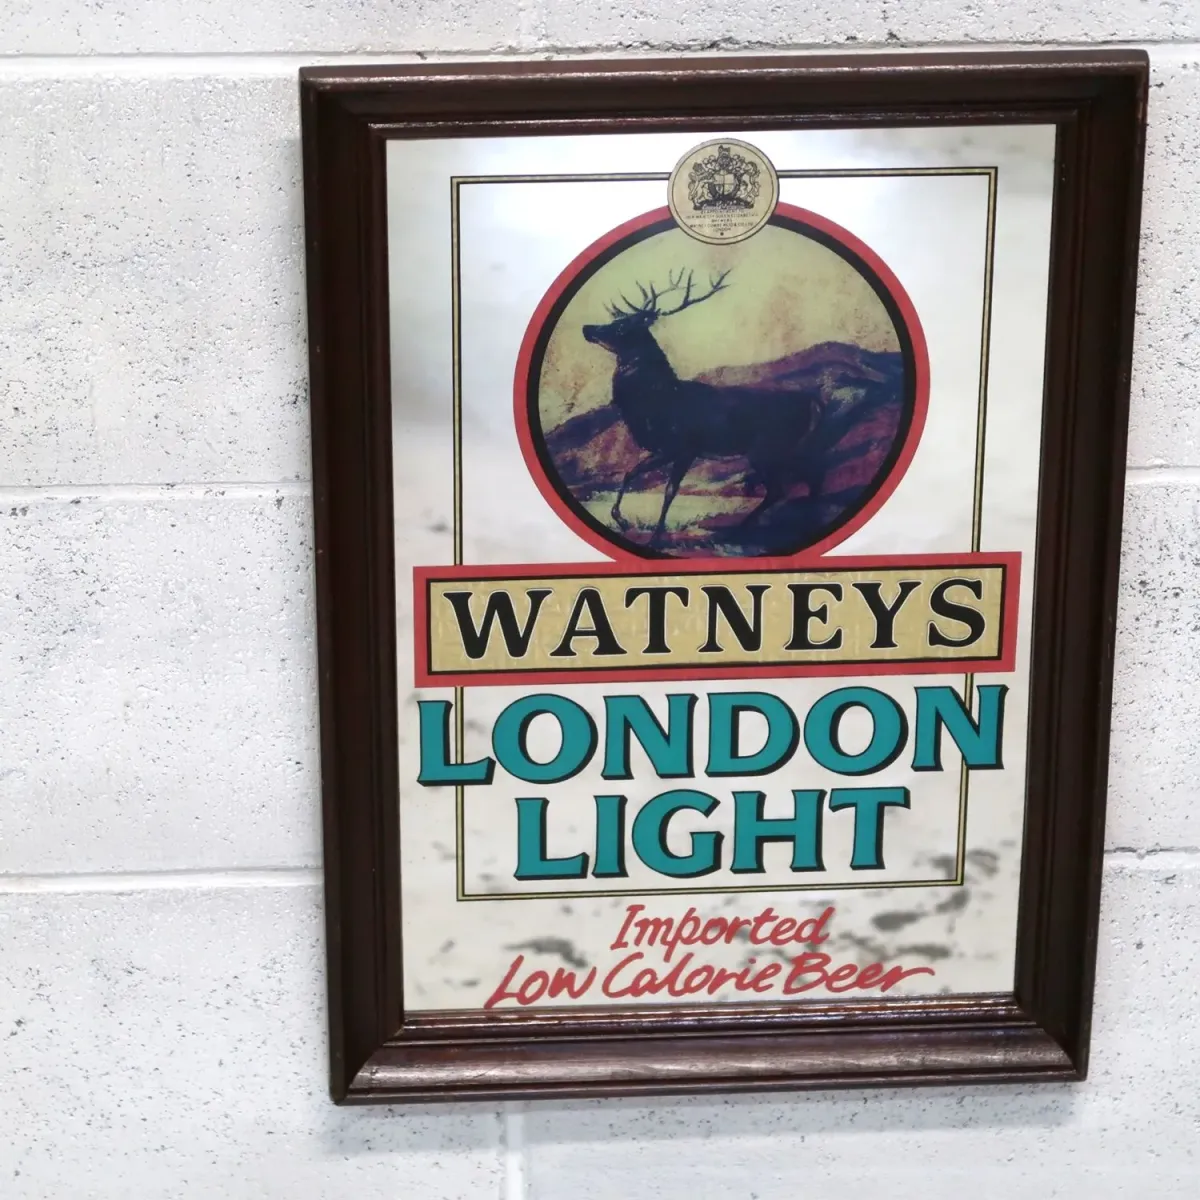 WATNEYS
LONDON
LIGHT
Imported
Low Calorie Beer